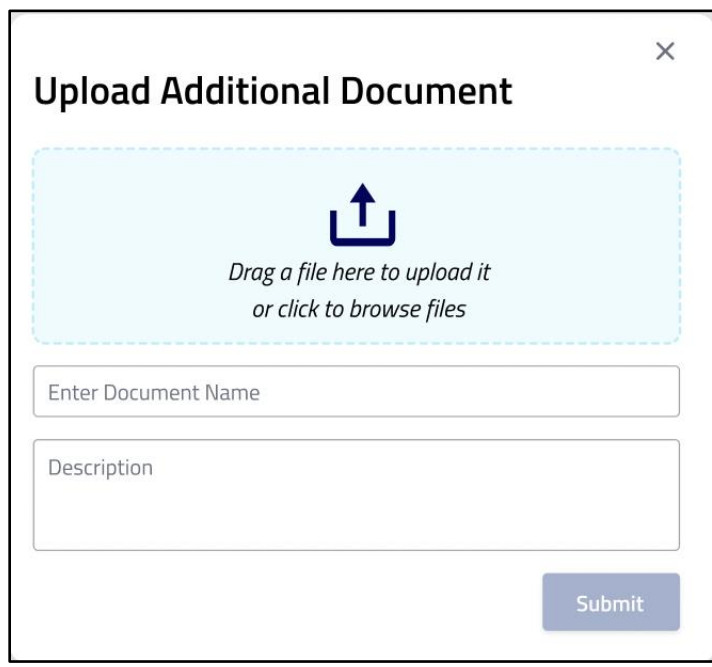 Upload Additional Document
Drag a file here to upload it
or click to browse files
Enter Document Name
Description
Submit